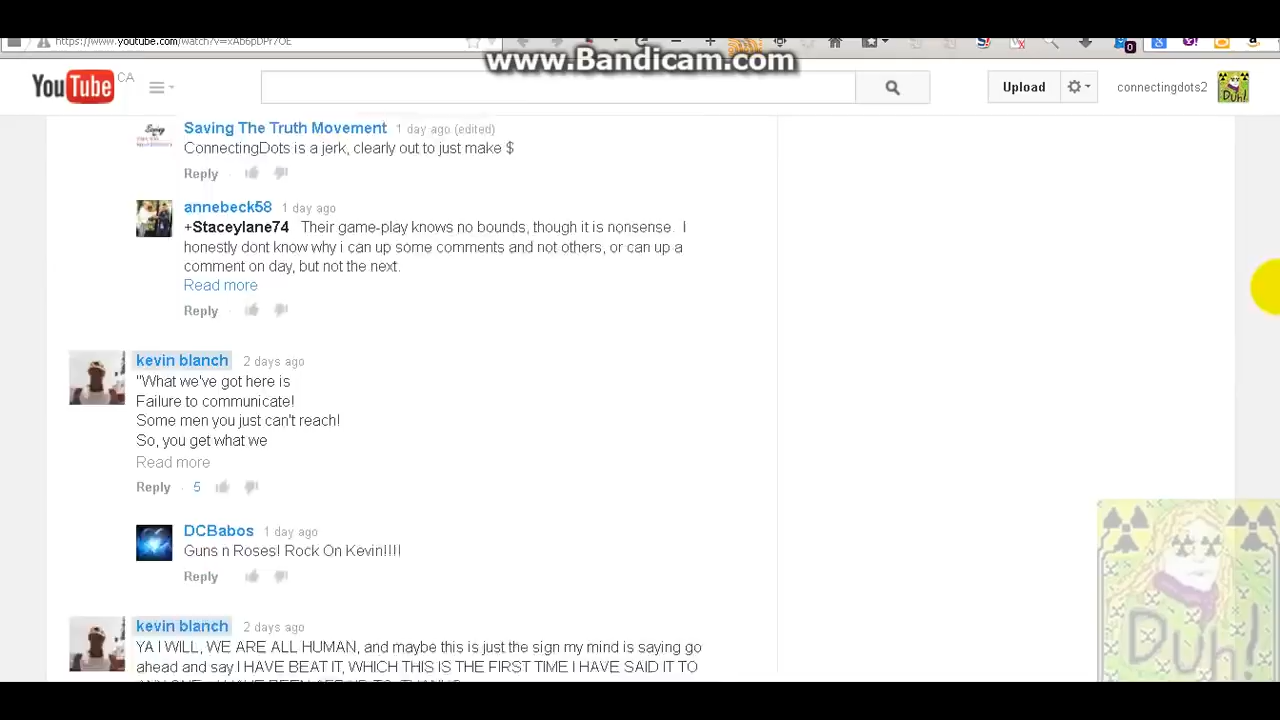 https://www.youtube.com/watch?v=xAb6pDPr7OE
www.Bandicam.com
0
YouTube CA
Upload
connectingdots2
Duh!
Saving The Truth Movement 1 day ago (edited)
ConnectingDots is a jerk, clearly out to just make $
Reply
annebeck58 1 day ago
+Staceylane74 Their game-play knows no bounds, though it is nonsense. I
honestly dont know why i can up some comments and not others, or can up a
comment on day, but not the next.
Read more
Reply
kevin blanch 2 days ago
"What we've got here is
Failure to communicate!
Some men you just can't reach!
So, you get what we
Read more
Reply · 5
DCBabos 1 day ago
Guns n Roses! Rock On Kevin!!!!
Reply
kevin blanch 2 days ago
YA I WILL, WE ARE ALL HUMAN, and maybe this is just the sign my mind is saying go
ahead and say I HAVE BEAT IT, WHICH THIS IS THE FIRST TIME I HAVE SAID IT TO
Duh!